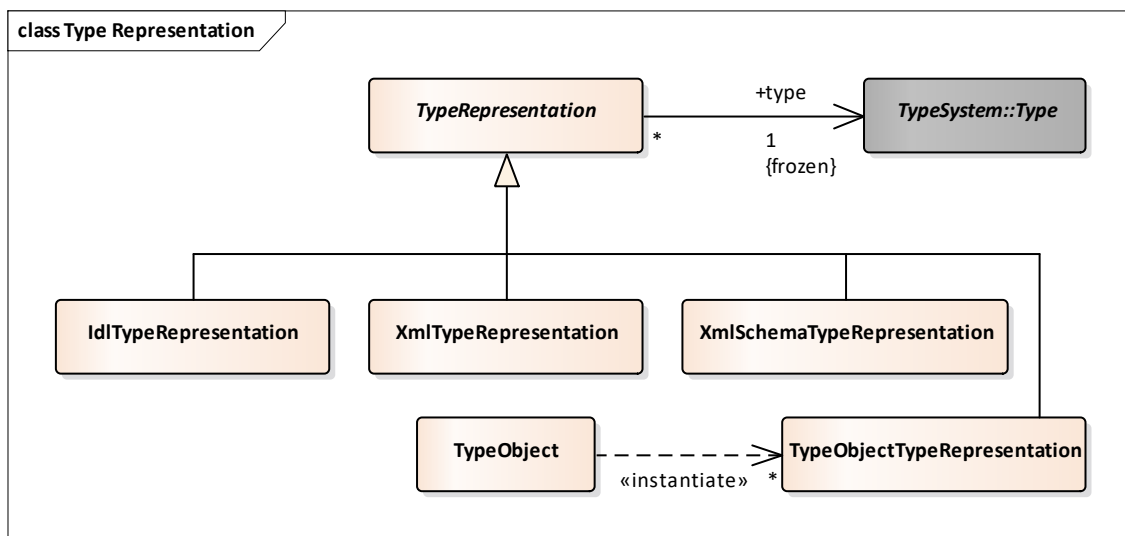 class Type Representation
TypeRepresentation
+type
TypeSystem::Type
*
1
{frozen}
IdlTypeRepresentation
XmlTypeRepresentation
XmlSchemaTypeRepresentation
TypeObject
TypeObjectTypeRepresentation
«instantiate»
*